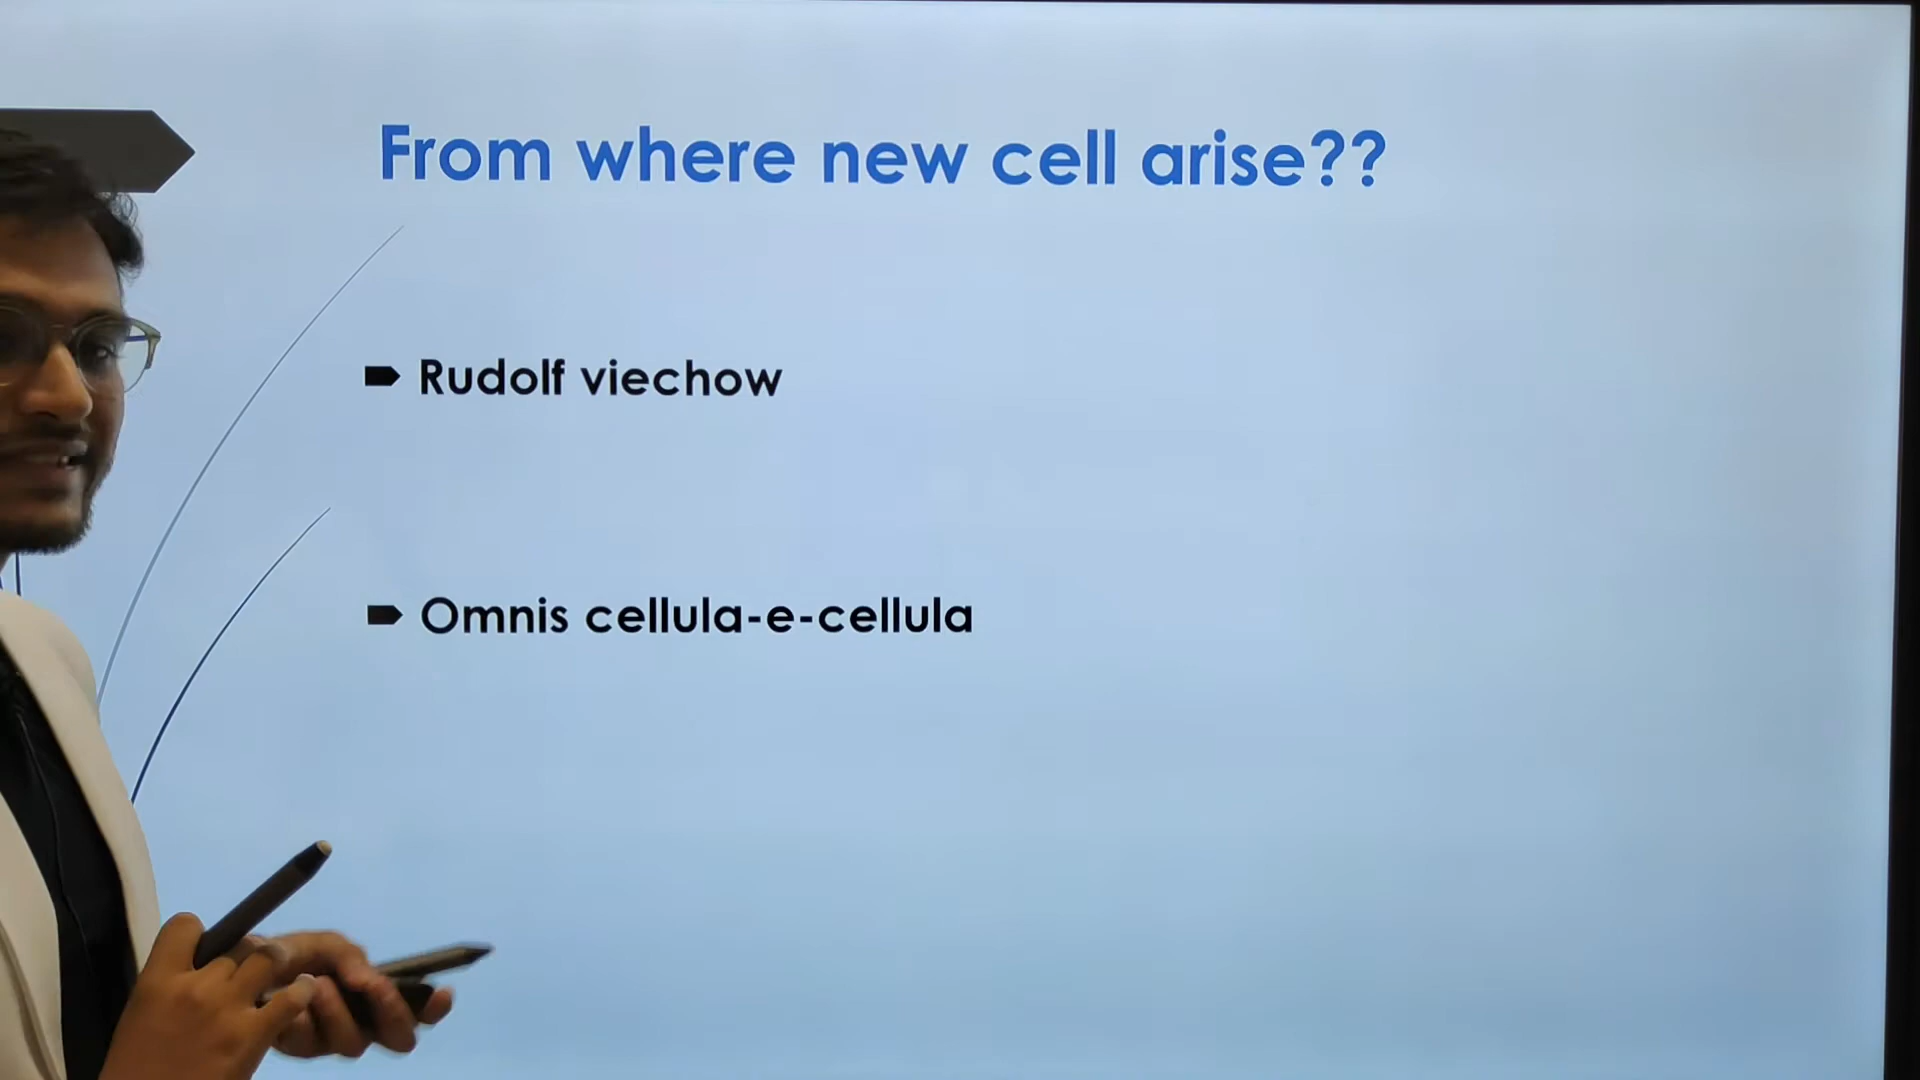 From where new cell arise??
Rudolf viechow
Omnis cellula-e-cellula